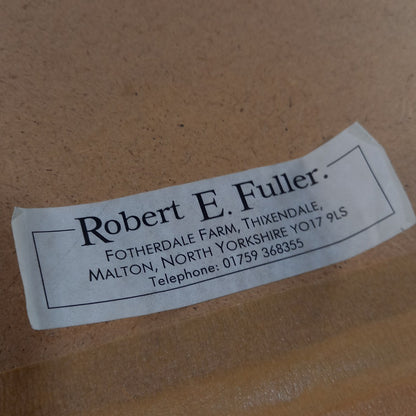 Robert E. Fuller.
FOTHERDALE FARM, THIXENDALE,
MALTON, NORTH YORKSHIRE YO17 9LS
Telephone: 01759 368355